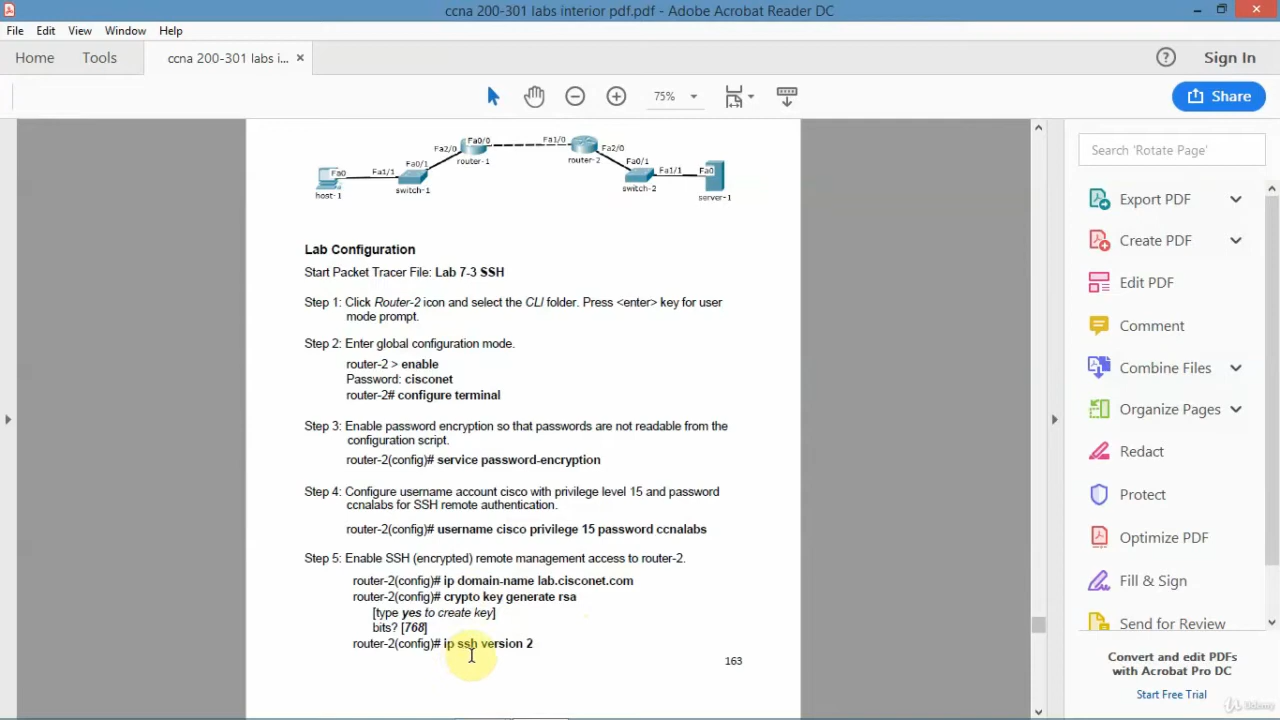 ccna 200-301 labs interior pdf.pdf - Adobe Acrobat Reader DC
File Edit View Window Help
Home Tools ccna 200-301 labs i... × Sign In
75% Share
Fa0 Fa1/1 Fa0/1 Fa2/0 Fa0/0 Fa1/0 Fa2/0 Fa0/1 Fa1/1 Fa0
host-1 switch-1 router-1 router-2 switch-2 server-1
Lab Configuration
Start Packet Tracer File: Lab 7-3 SSH
Step 1: Click Router-2 icon and select the CLI folder. Press <enter> key for user
mode prompt.
Step 2: Enter global configuration mode.
router-2 > enable
Password: cisconet
router-2# configure terminal
Step 3: Enable password encryption so that passwords are not readable from the
configuration script.
router-2(config)# service password-encryption
Step 4: Configure username account cisco with privilege level 15 and password
ccnalabs for SSH remote authentication.
router-2(config)# username cisco privilege 15 password ccnalabs
Step 5: Enable SSH (encrypted) remote management access to router-2.
router-2(config)# ip domain-name lab.cisconet.com
router-2(config)# crypto key generate rsa
[type yes to create key]
bits? [768]
router-2(config)# ip ssh version 2
163
Search 'Rotate Page'
Export PDF
Create PDF
Edit PDF
Comment
Combine Files
Organize Pages
Redact
Protect
Optimize PDF
Fill & Sign
Send for Review
Convert and edit PDFs
with Acrobat Pro DC
Start Free Trial
Udemy